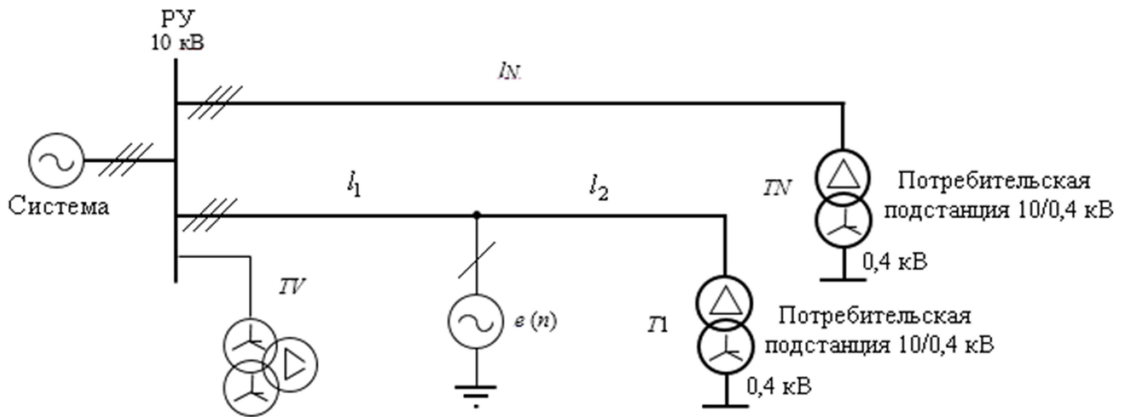 РУ
10 кВ
lN.
l1
l2
Система
TN
Потребительская
подстанция 10/0,4 кВ
0,4 кВ
TV
e (n)
T1
Потребительская
подстанция 10/0,4 кВ
0,4 кВ